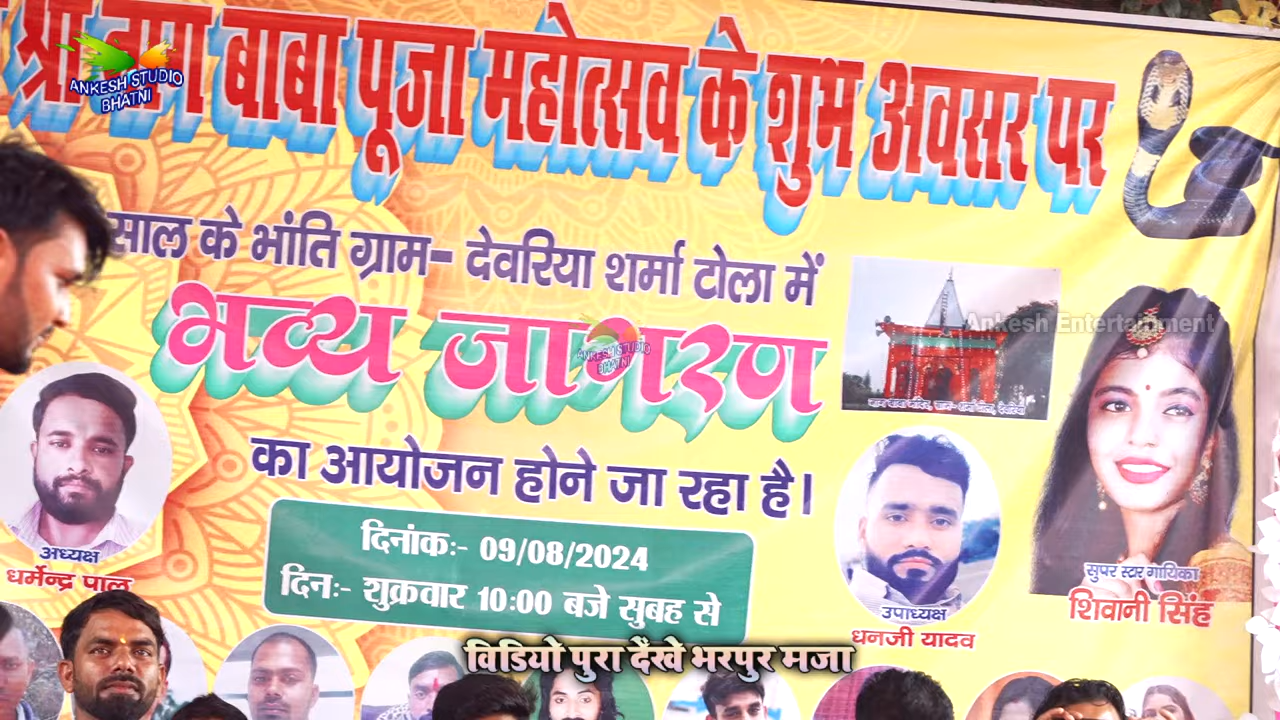 श्री नाग बाबा पूजा महोत्सव के शुभ अवसर पर
ANKESH STUDIO
BHATNI
साल के भांति ग्राम- देवरिया शर्मा टोला में
भव्य जागरण
ANKESH STUDIO
BHATNI
Ankesh Entertainment
का आयोजन होने जा रहा है।
दिनांकः- 09/08/2024
दिनः- शुक्रवार 10:00 बजे सुबह से
अध्यक्ष
धर्मेन्द्र पाल
उपाध्यक्ष
धनजी यादव
सुपर स्टार गायिका
शिवानी सिंह
विडियो पुरा देंखे भरपुर मजा